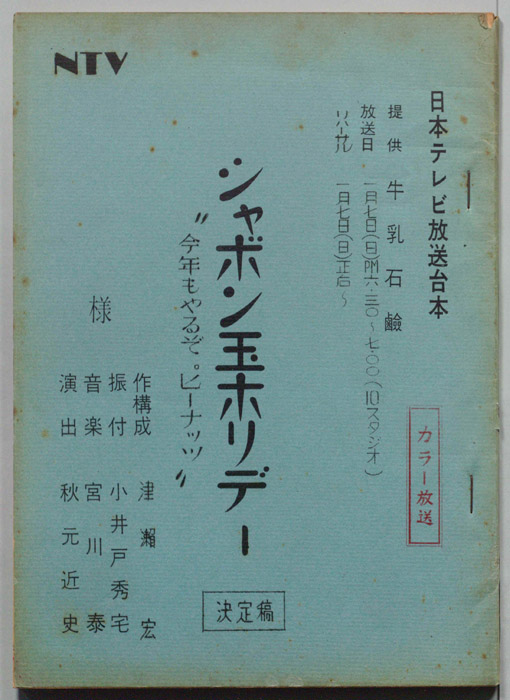 NTV
日本テレビ放送台本
カラー放送
提供 牛乳石鹼
放送日 一月七日(日)PM六・三〇～七・〇〇(10スタジオ)
リハーサル 一月七日(日)正后～
シャボン玉ホリデー
〝今年もやるぞ。ピーナッツ〟
決定稿
作構成 津瀬宏
振付 小井戸秀宅
音楽 宮川泰
演出 秋元近史
様